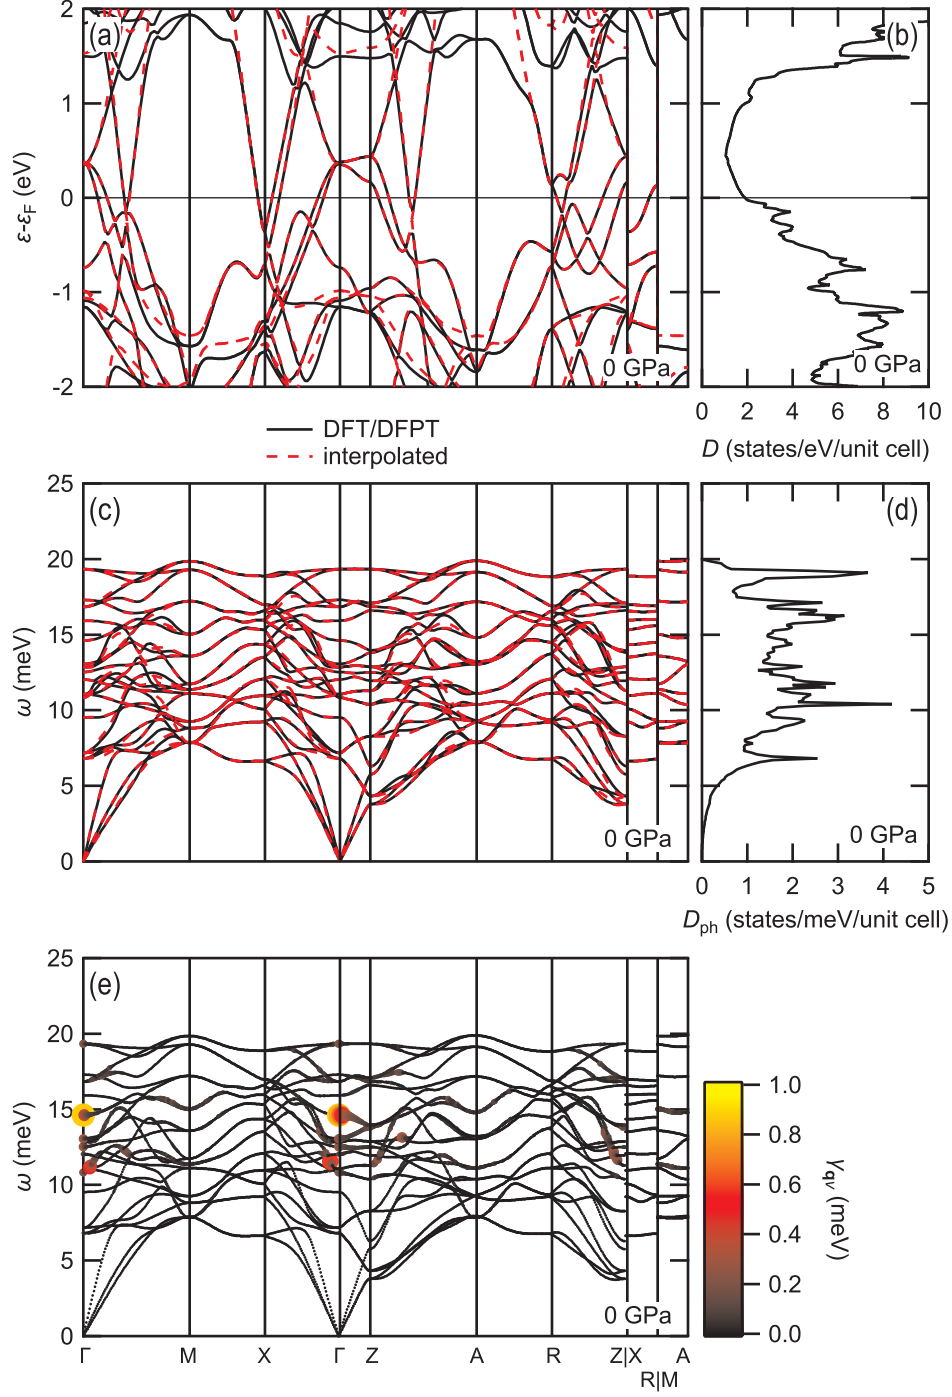 2
(a)
(b)
1
0
-1
-2
ε-εF (eV)
0 GPa
0 GPa
0 2 4 6 8 10
D (states/eV/unit cell)
DFT/DFPT
interpolated
25
(c)
(d)
20
15
10
5
0
ω (meV)
0 GPa
0 GPa
0 1 2 3 4 5
Dph (states/meV/unit cell)
25
(e)
20
15
10
5
0
ω (meV)
0 GPa
1.0
0.8
0.6
0.4
0.2
0.0
γqν (meV)
Γ M X Γ Z A R Z|X A
R|M